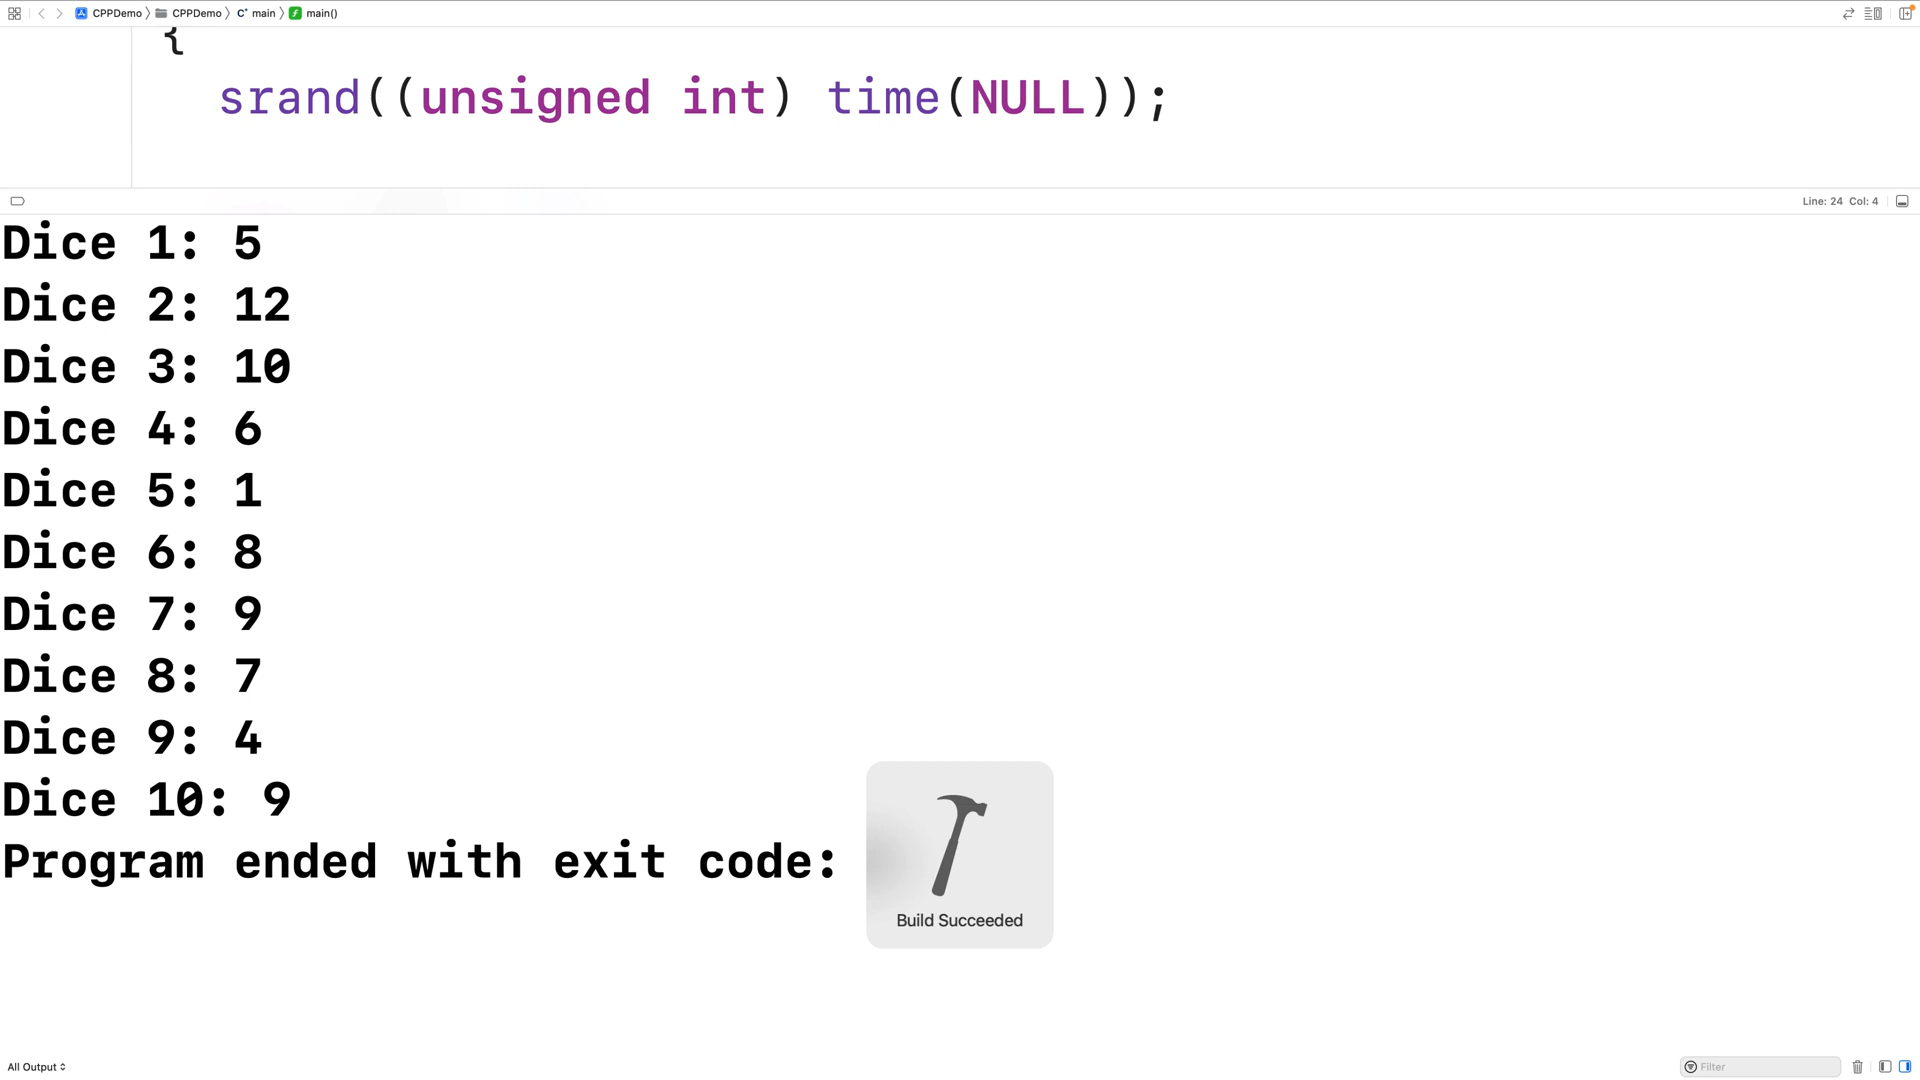 CPPDemo CPPDemo C+ main f main()
{
srand((unsigned int) time(NULL));
Line: 24 Col: 4
Dice 1: 5
Dice 2: 12
Dice 3: 10
Dice 4: 6
Dice 5: 1
Dice 6: 8
Dice 7: 9
Dice 8: 7
Dice 9: 4
Dice 10: 9
Program ended with exit code:
Build Succeeded
All Output
Filter